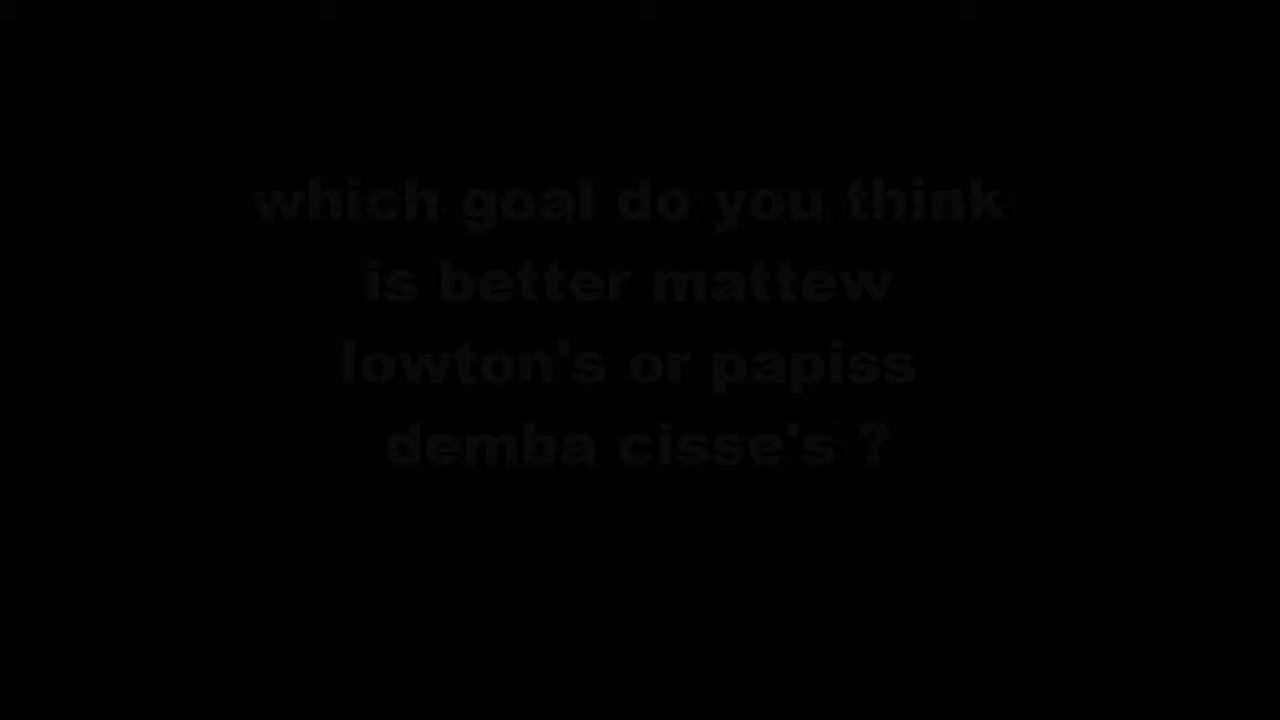 which goal do you think
is better mattew
lowton's or papiss
demba cisse's ?